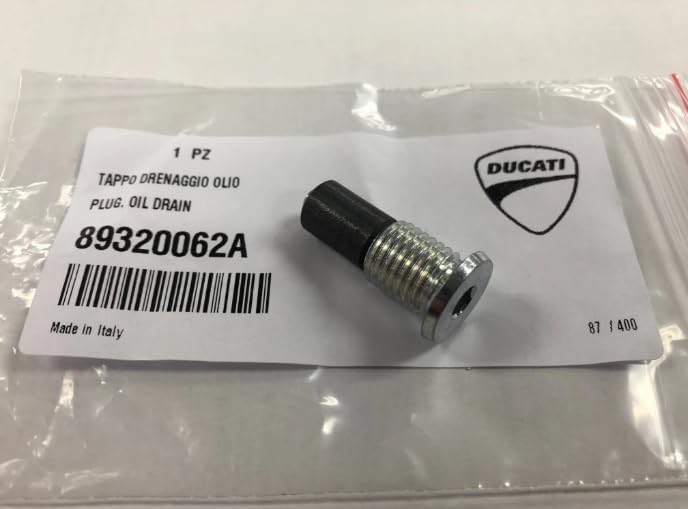 1 PZ
DUCATI
TAPPO DRENAGGIO OLIO
PLUG. OIL DRAIN
89320062A
Made in Italy
87 / 400